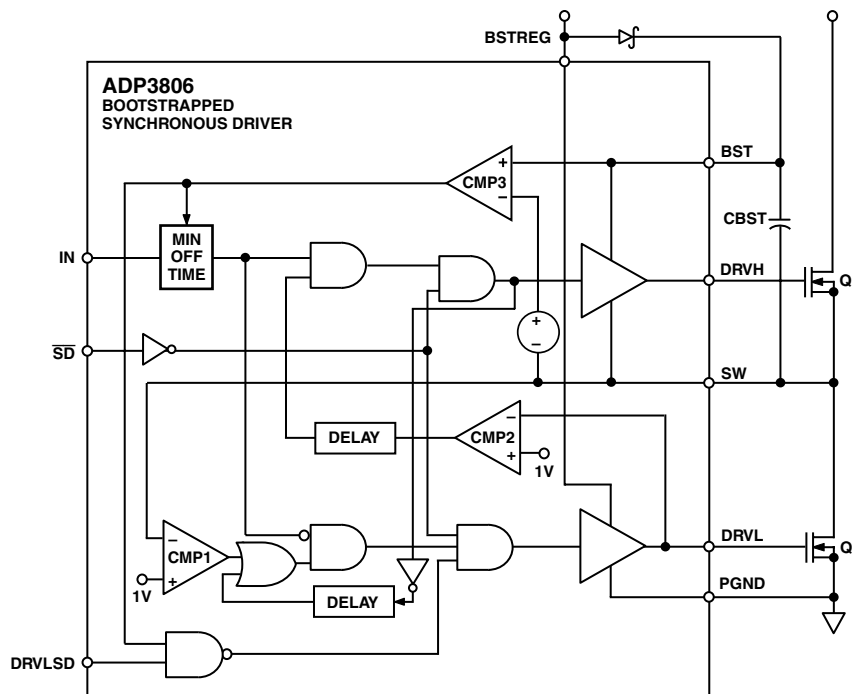 BSTREG
ADP3806
BOOTSTRAPPED
SYNCHRONOUS DRIVER
BST
+
CMP3
−
CBST
MIN
OFF
TIME
IN
DRVH
Q
+
−
SD
SW
DELAY
CMP2
−
+
1V
DRVL
Q
−
CMP1
+
1V
DELAY
PGND
DRVLSD